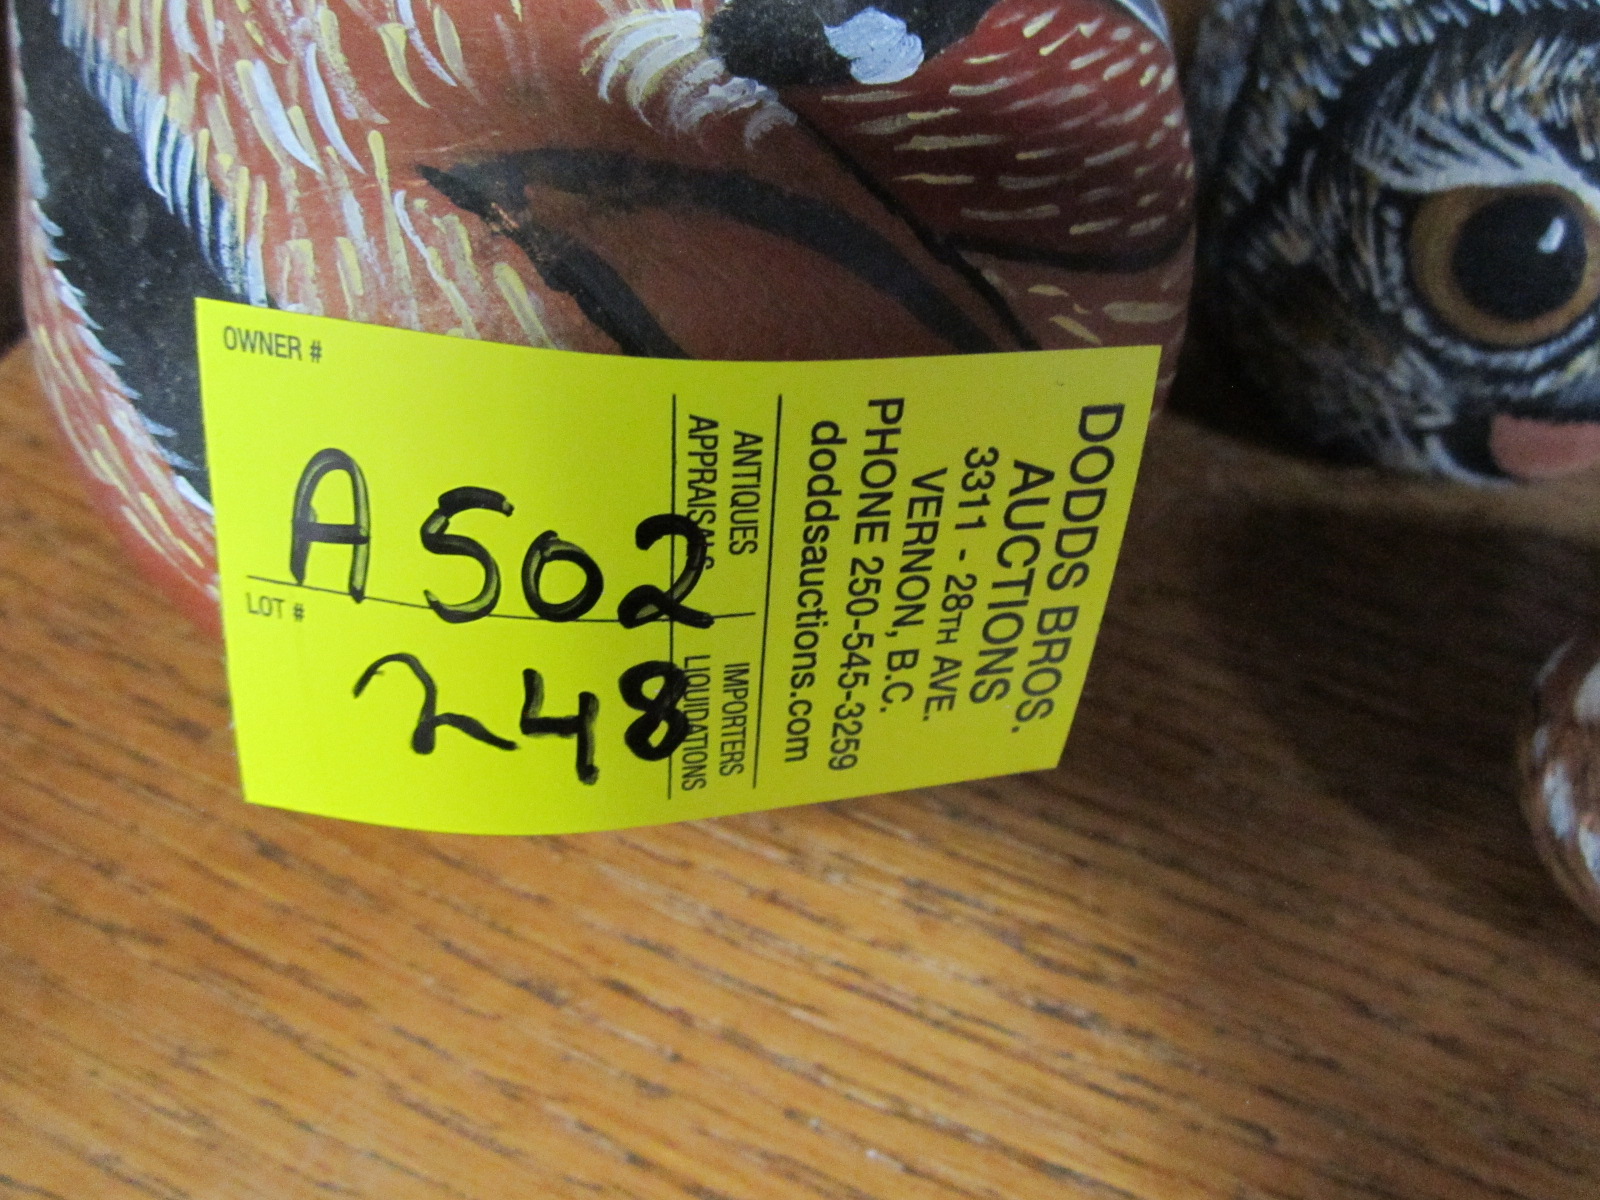 OWNER #
A502
LOT #
248
DODDS BROS.
AUCTIONS
3311 - 28TH AVE.
VERNON, B.C.
PHONE 250-545-3259
doddsauctions.com
ANTIQUES IMPORTERS
APPRAISALS LIQUIDATIONS